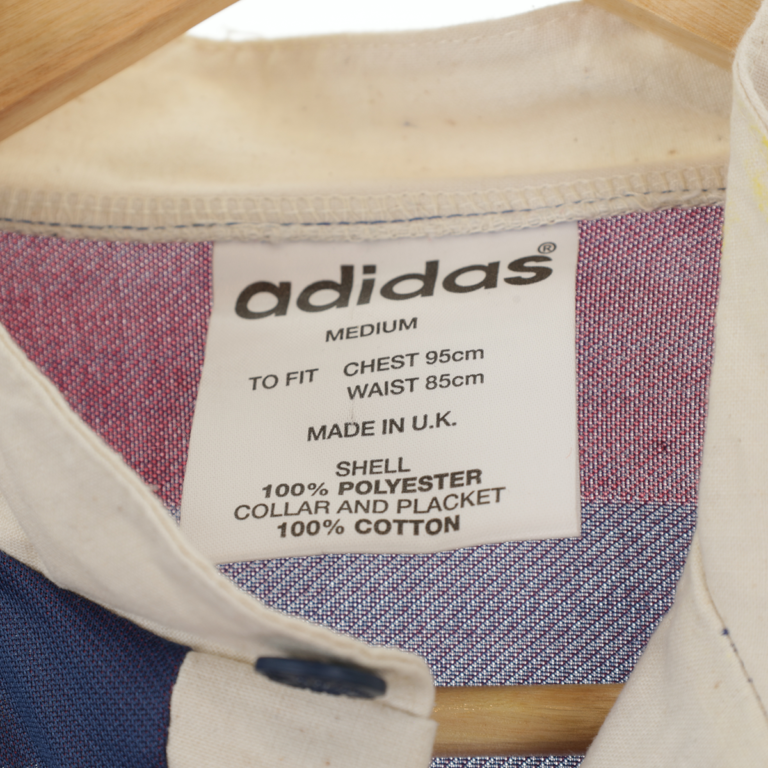 adidas®
MEDIUM
TO FIT CHEST 95cm
WAIST 85cm
MADE IN U.K.
SHELL
100% POLYESTER
COLLAR AND PLACKET
100% COTTON